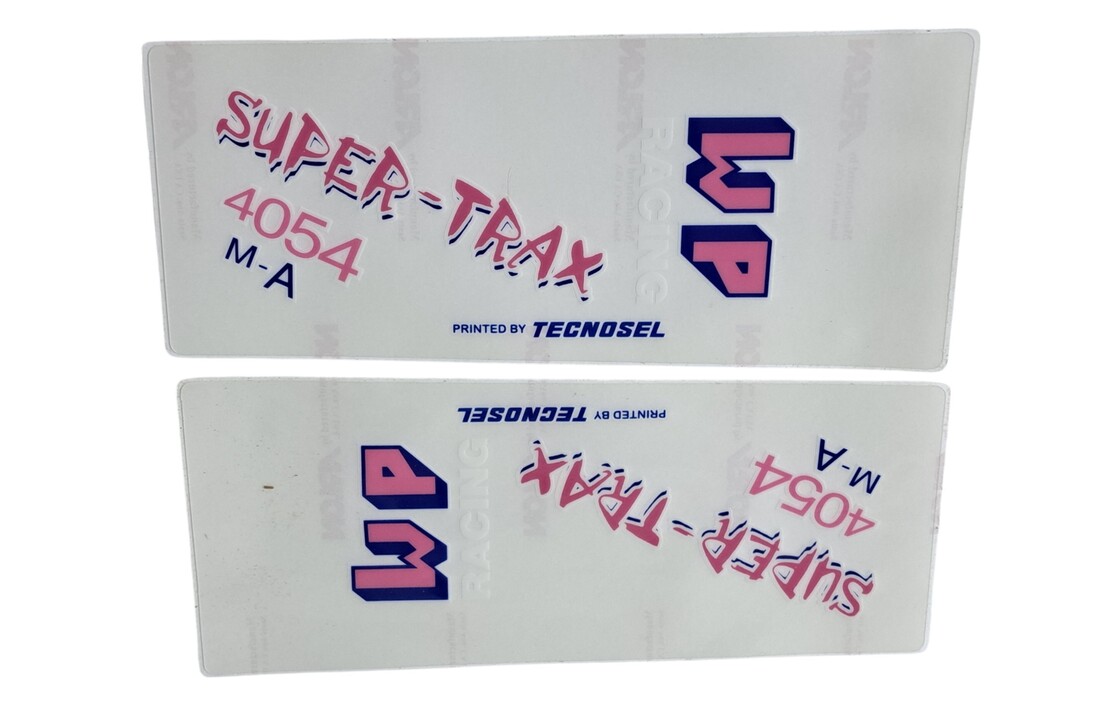 SUPER-TRAX
4054
M-A
RACING
WP
PRINTED BY TECNOSEL
PRINTED BY TECNOSEL
WP
RACING
SUPER-TRAX
4054
M-A